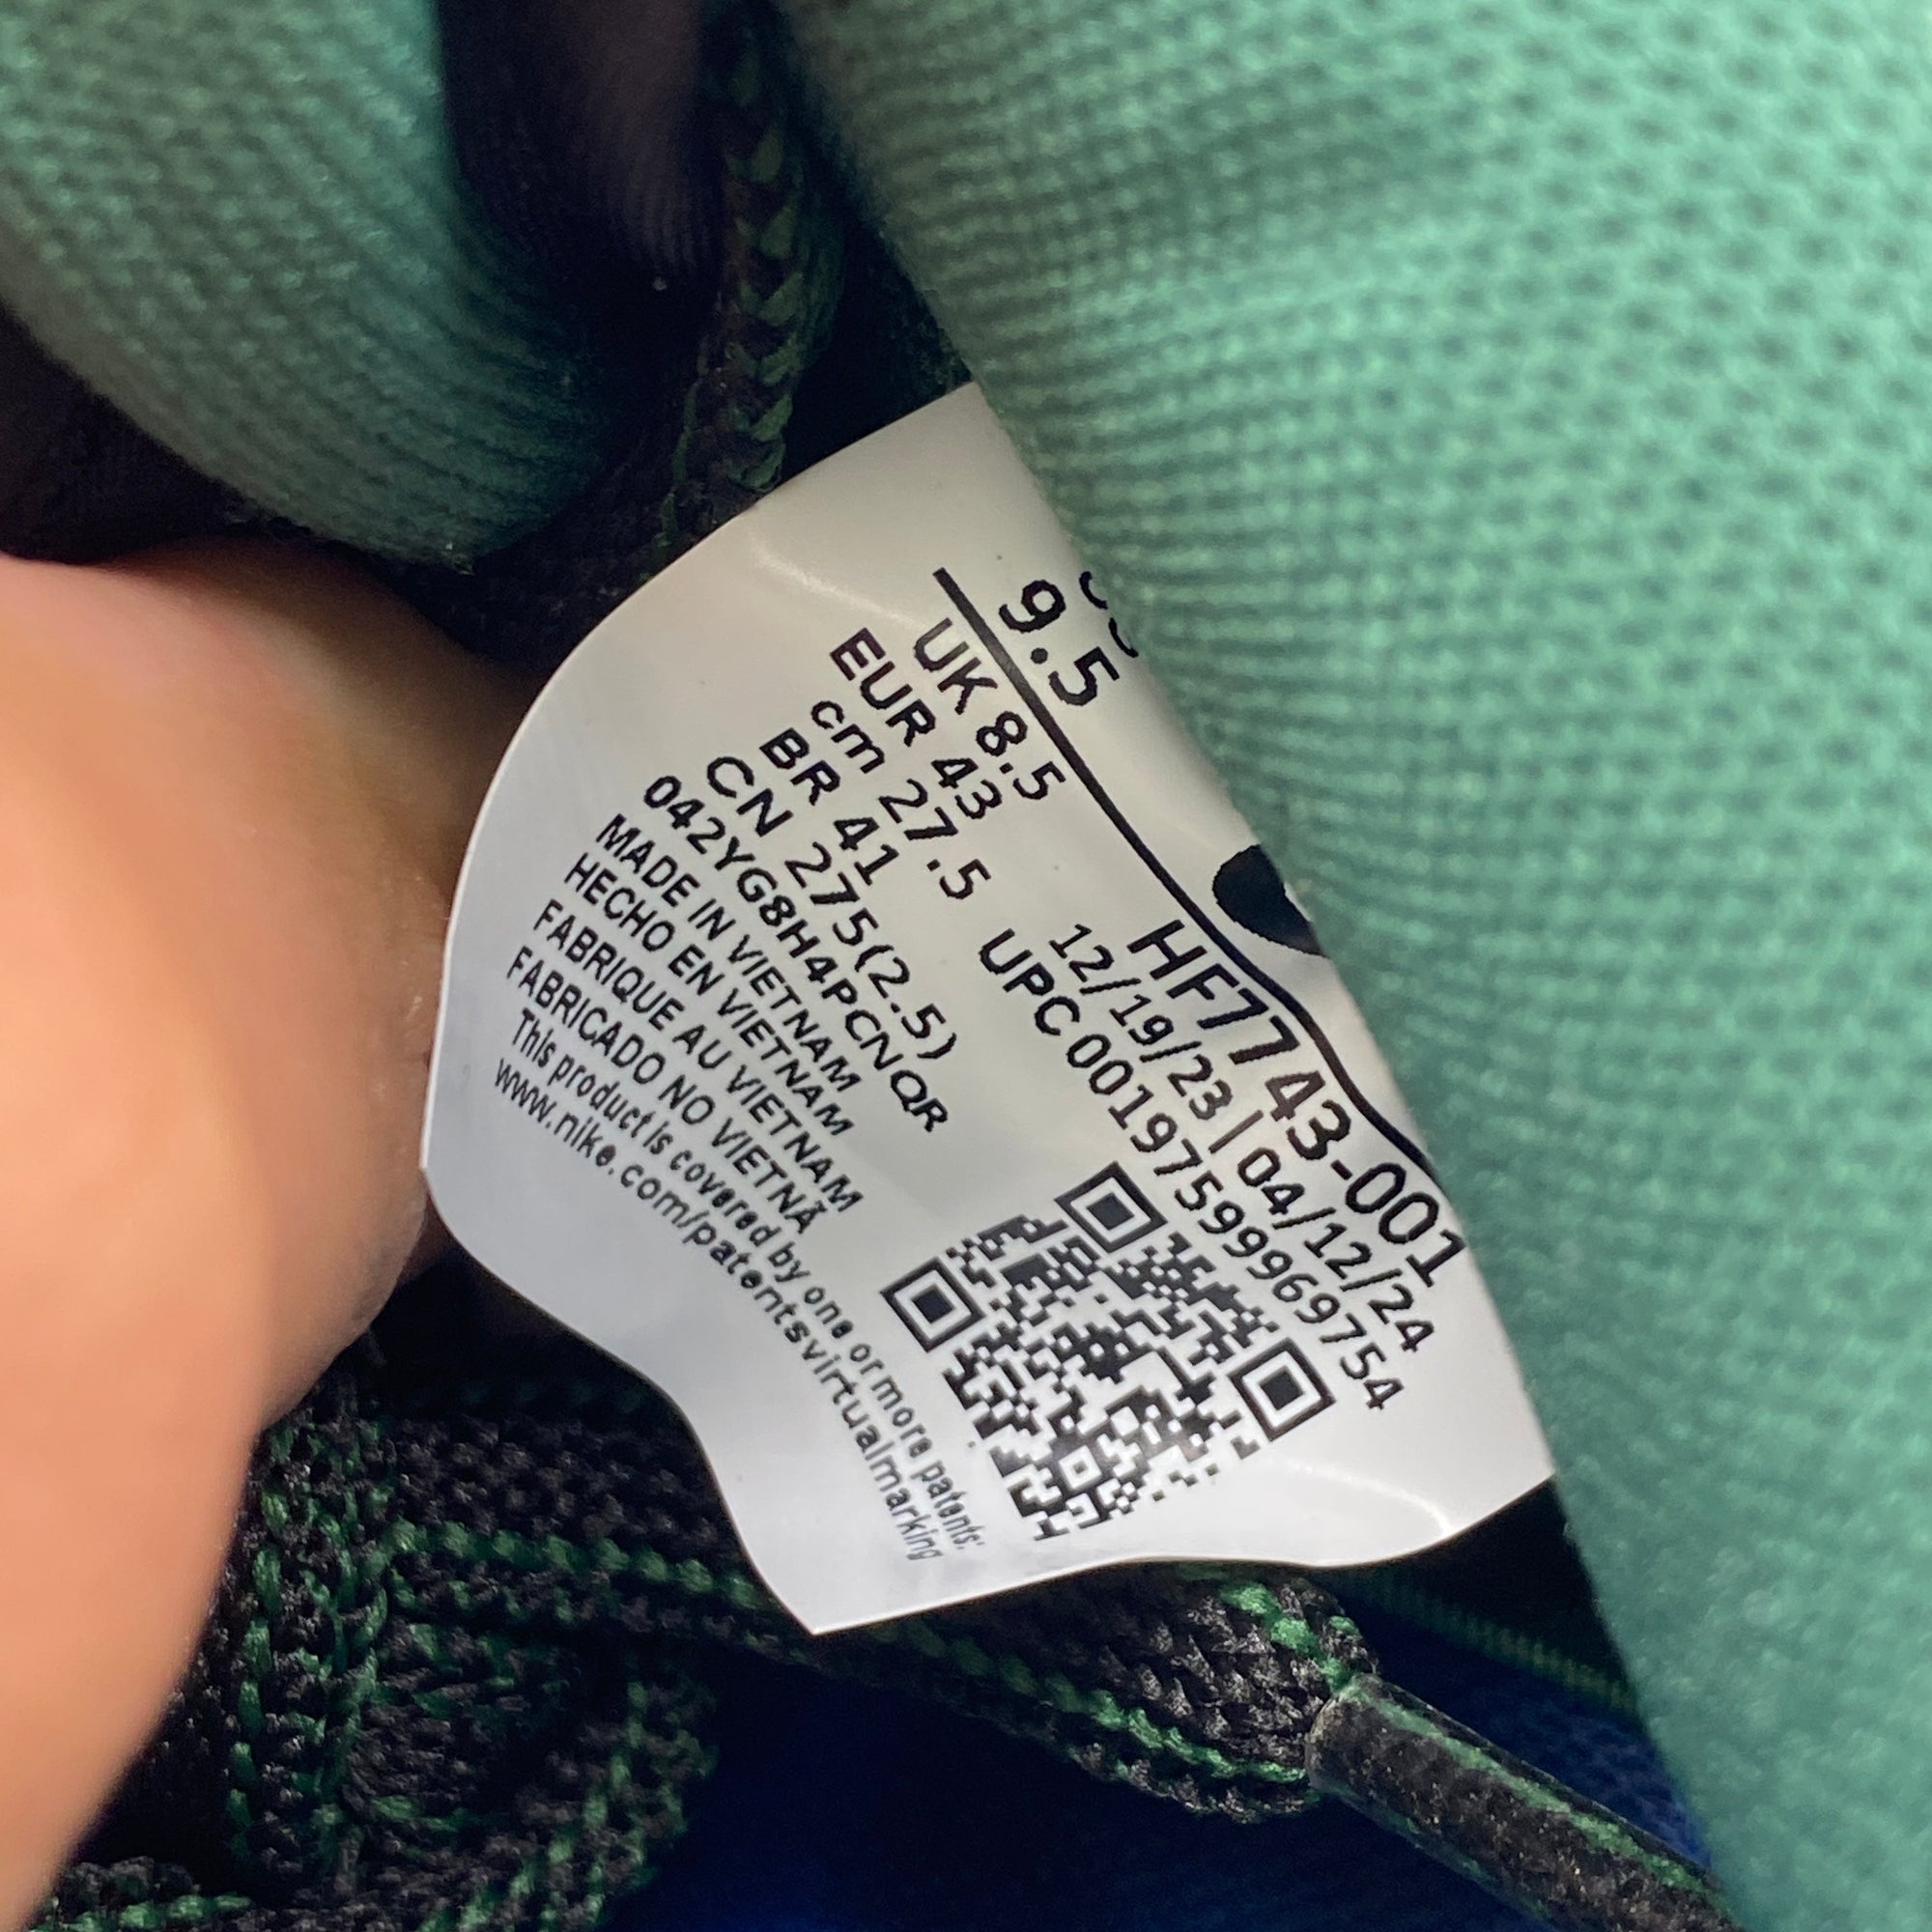 9.5
UK 8.5
EUR 43
cm 27.5
BR 41
CN 275(2.5)
042YG8H4PCNQR
MADE IN VIETNAM
HECHO EN VIETNAM
FABRIQUE AU VIETNAM
FABRICADO NO VIETNÃ
This product is covered by one or more patents:
www.nike.com/patentsvirtualmarking
HF7743-001
12/19/23 | 04/12/24
UPC 00197599969754